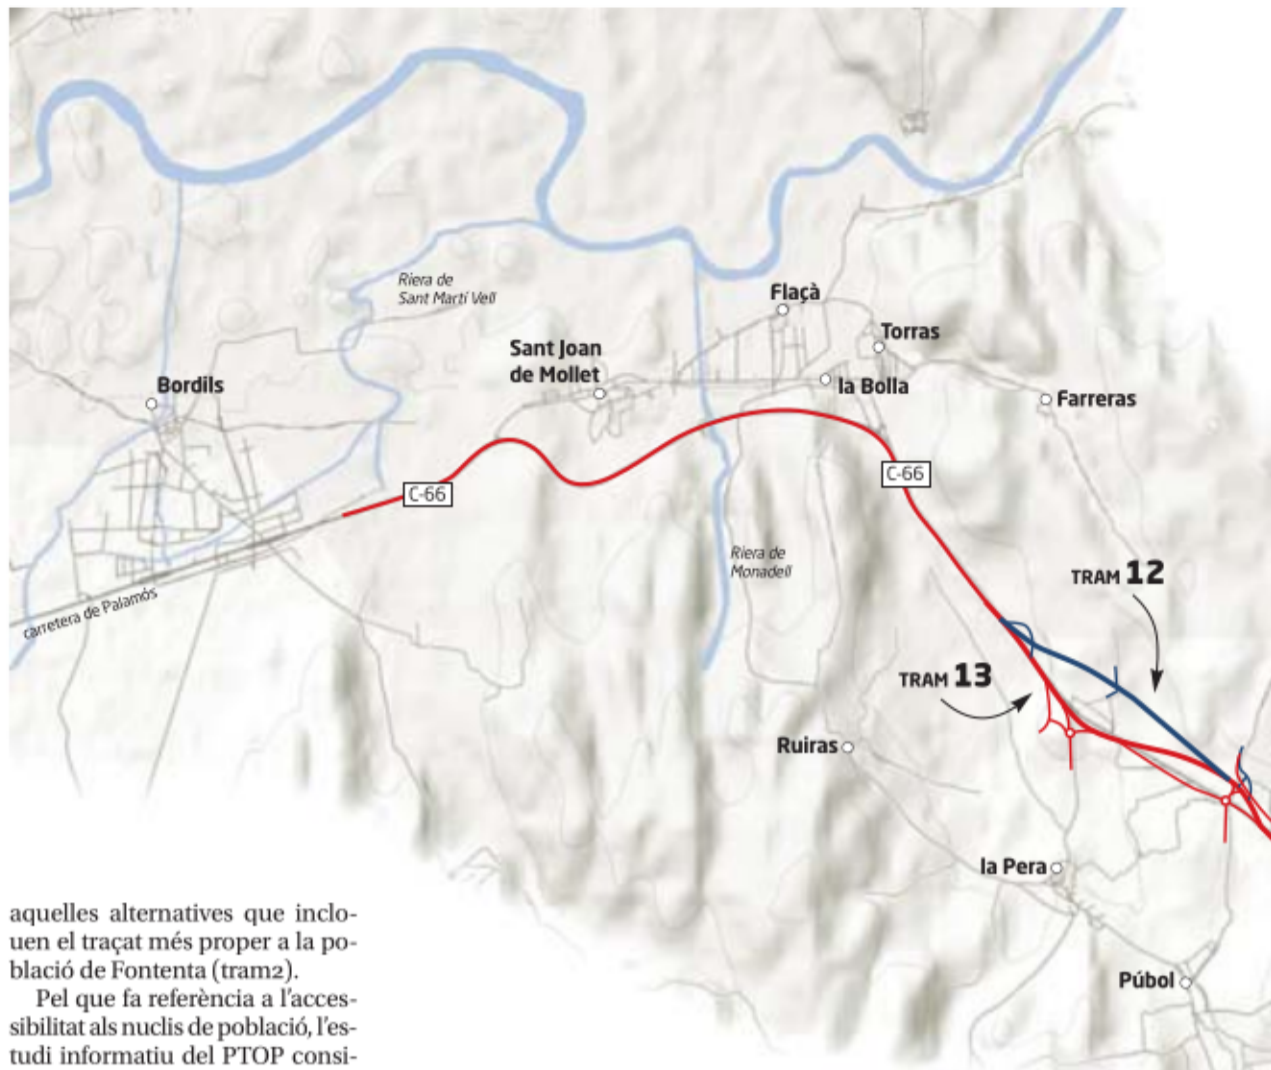 Riera de
Sant Martí Vell
Flaçà
Torras
Sant Joan
de Mollet
la Bolla
Bordils
Farreras
C-66
C-66
Riera de
Monadell
TRAM 12
carretera de Palamós
TRAM 13
Ruiras
la Pera
Púbol
aquelles alternatives que inclo-
uen el traçat més proper a la po-
blació de Fontenta (tram2).
Pel que fa referència a l'acces-
sibilitat als nuclis de població, l'es-
tudi informatiu del PTOP consi-